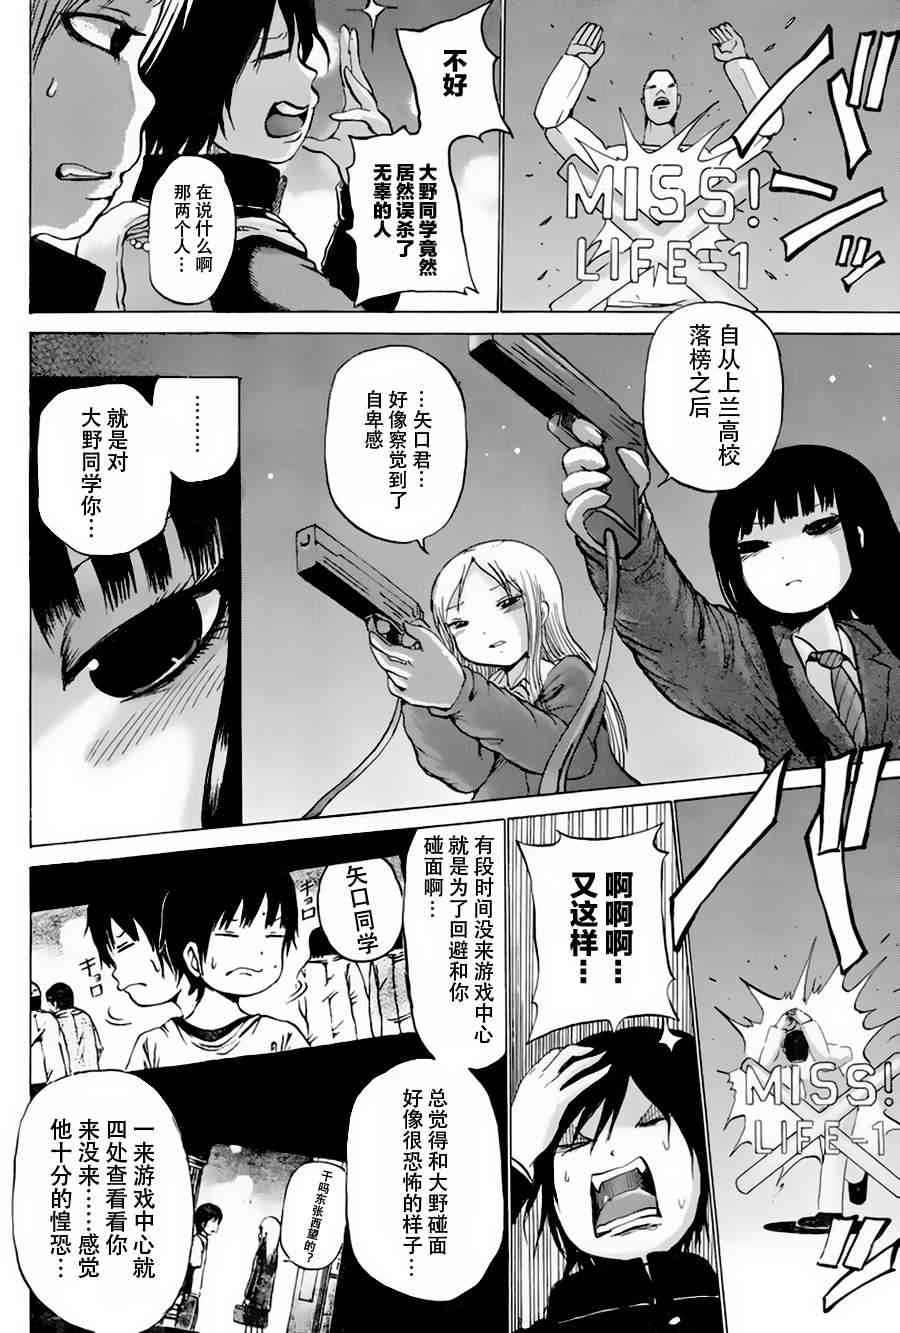 MISS!
LIFE-1
不好
大野同学竟然
居然误杀了
无辜的人
在说什么啊
那两个人…
自从上兰高校
落榜之后
…矢口君…
好像察觉到了
自卑感
………
就是对
大野同学你…
MISS!
LIFE-1
啊啊啊…
又这样…
有段时间没来游戏中心
就是为了回避和你
碰面啊…
矢口同学
キョロ
キョロ
总觉得和大野碰面
好像很恐怖的样子…
干吗东张西望的？
一来游戏中心就
四处查看看你
来没来……感觉
他十分的惶恐…